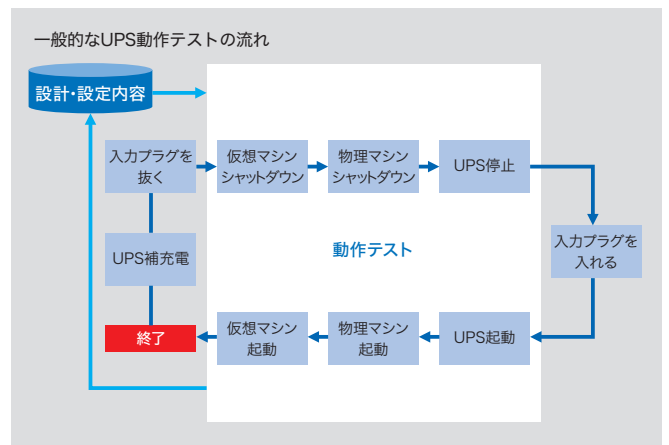 一般的なUPS動作テストの流れ
設計・設定内容
入力プラグを
抜く
仮想マシン
シャットダウン
物理マシン
シャットダウン
UPS停止
入力プラグを
入れる
UPS補充電
動作テスト
終了
仮想マシン
起動
物理マシン
起動
UPS起動